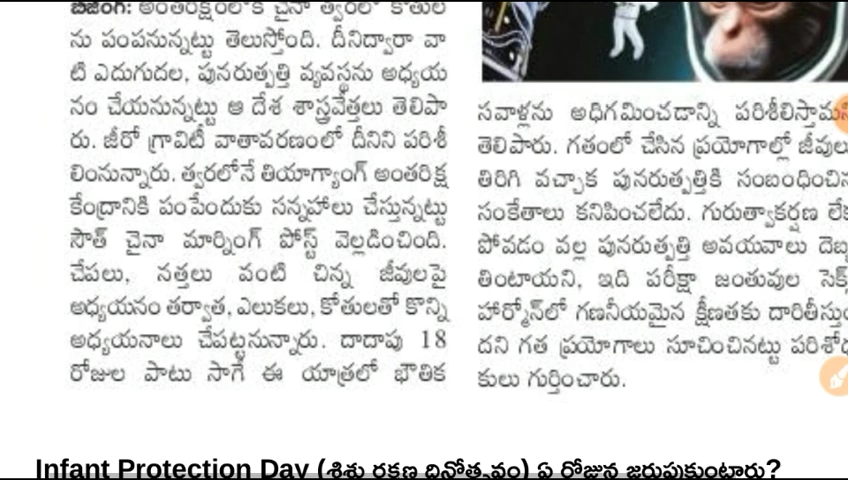 బీజింగ్: అంతరిక్షంలోకి చైనా త్వరలో కోతుల
ను పంపనున్నట్టు తెలుస్తోంది. దీనిద్వారా వా
టి ఎదుగుదల, పునరుత్పత్తి వ్యవస్థను అధ్యయ
నం చేయనున్నట్టు ఆ దేశ శాస్త్రవేత్తలు తెలిపా
రు. జీరో గ్రావిటీ వాతావరణంలో దీనిని పరిశీ
లించనున్నారు. త్వరలోనే తియాంగ్యాంగ్ అంతరిక్ష
కేంద్రానికి పంపేందుకు సన్నహాలు చేస్తున్నట్టు
సౌత్ చైనా మార్నింగ్ పోస్ట్ వెల్లడించింది.
చేపలు, నత్తలు వంటి చిన్న జీవులపై
అధ్యయనం తర్వాత, ఎలుకలు, కోతులతో కొన్ని
అధ్యయనాలు చేపట్టనున్నారు. దాదాపు 18
రోజుల పాటు సాగే ఈ యాత్రలో భౌతిక
సవాళ్లను అధిగమించడాన్ని పరిశీలిస్తామని
తెలిపారు. గతంలో చేసిన ప్రయోగాల్లో జీవులు
తిరిగి వచ్చాక పునరుత్పత్తికి సంబంధించిన
సంకేతాలు కనిపించలేదు. గురుత్వాకర్షణ లేక
పోవడం వల్ల పునరుత్పత్తి అవయవాలు దెబ్బ
తింటాయని, ఇది పరీక్షా జంతువుల సెక్స్
హార్మోన్‌లో గణనీయమైన క్షీణతకు దారితీస్తుం
దని గత ప్రయోగాలు సూచించినట్టు పరిశోధ
కులు గుర్తించారు.
Infant Protection Day (శిశు రక్షణ దినోత్సవం) ఏ రోజున జరుపుకుంటారు?